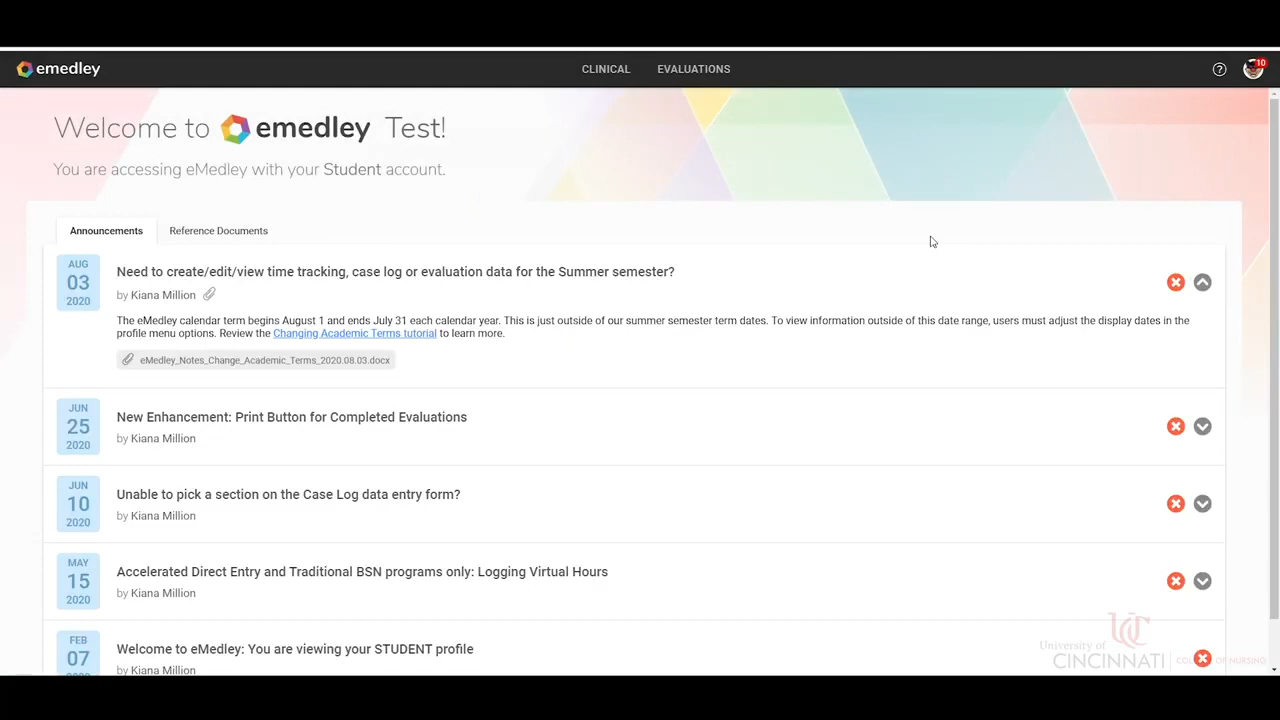 emedley
CLINICAL
EVALUATIONS
10
Welcome to emedley Test!
You are accessing eMedley with your Student account.
Announcements
Reference Documents
AUG
03
2020
Need to create/edit/view time tracking, case log or evaluation data for the Summer semester?
by Kiana Million
The eMedley calendar term begins August 1 and ends July 31 each calendar year. This is just outside of our summer semester term dates. To view information outside of this date range, users must adjust the display dates in the
profile menu options. Review the Changing Academic Terms tutorial to learn more.
eMedley_Notes_Change_Academic_Terms_2020.08.03.docx
JUN
25
2020
New Enhancement: Print Button for Completed Evaluations
by Kiana Million
JUN
10
2020
Unable to pick a section on the Case Log data entry form?
by Kiana Million
MAY
15
2020
Accelerated Direct Entry and Traditional BSN programs only: Logging Virtual Hours
by Kiana Million
FEB
07
Welcome to eMedley: You are viewing your STUDENT profile
by Kiana Million
UC
University of
CINCINNATI
OF NURSING